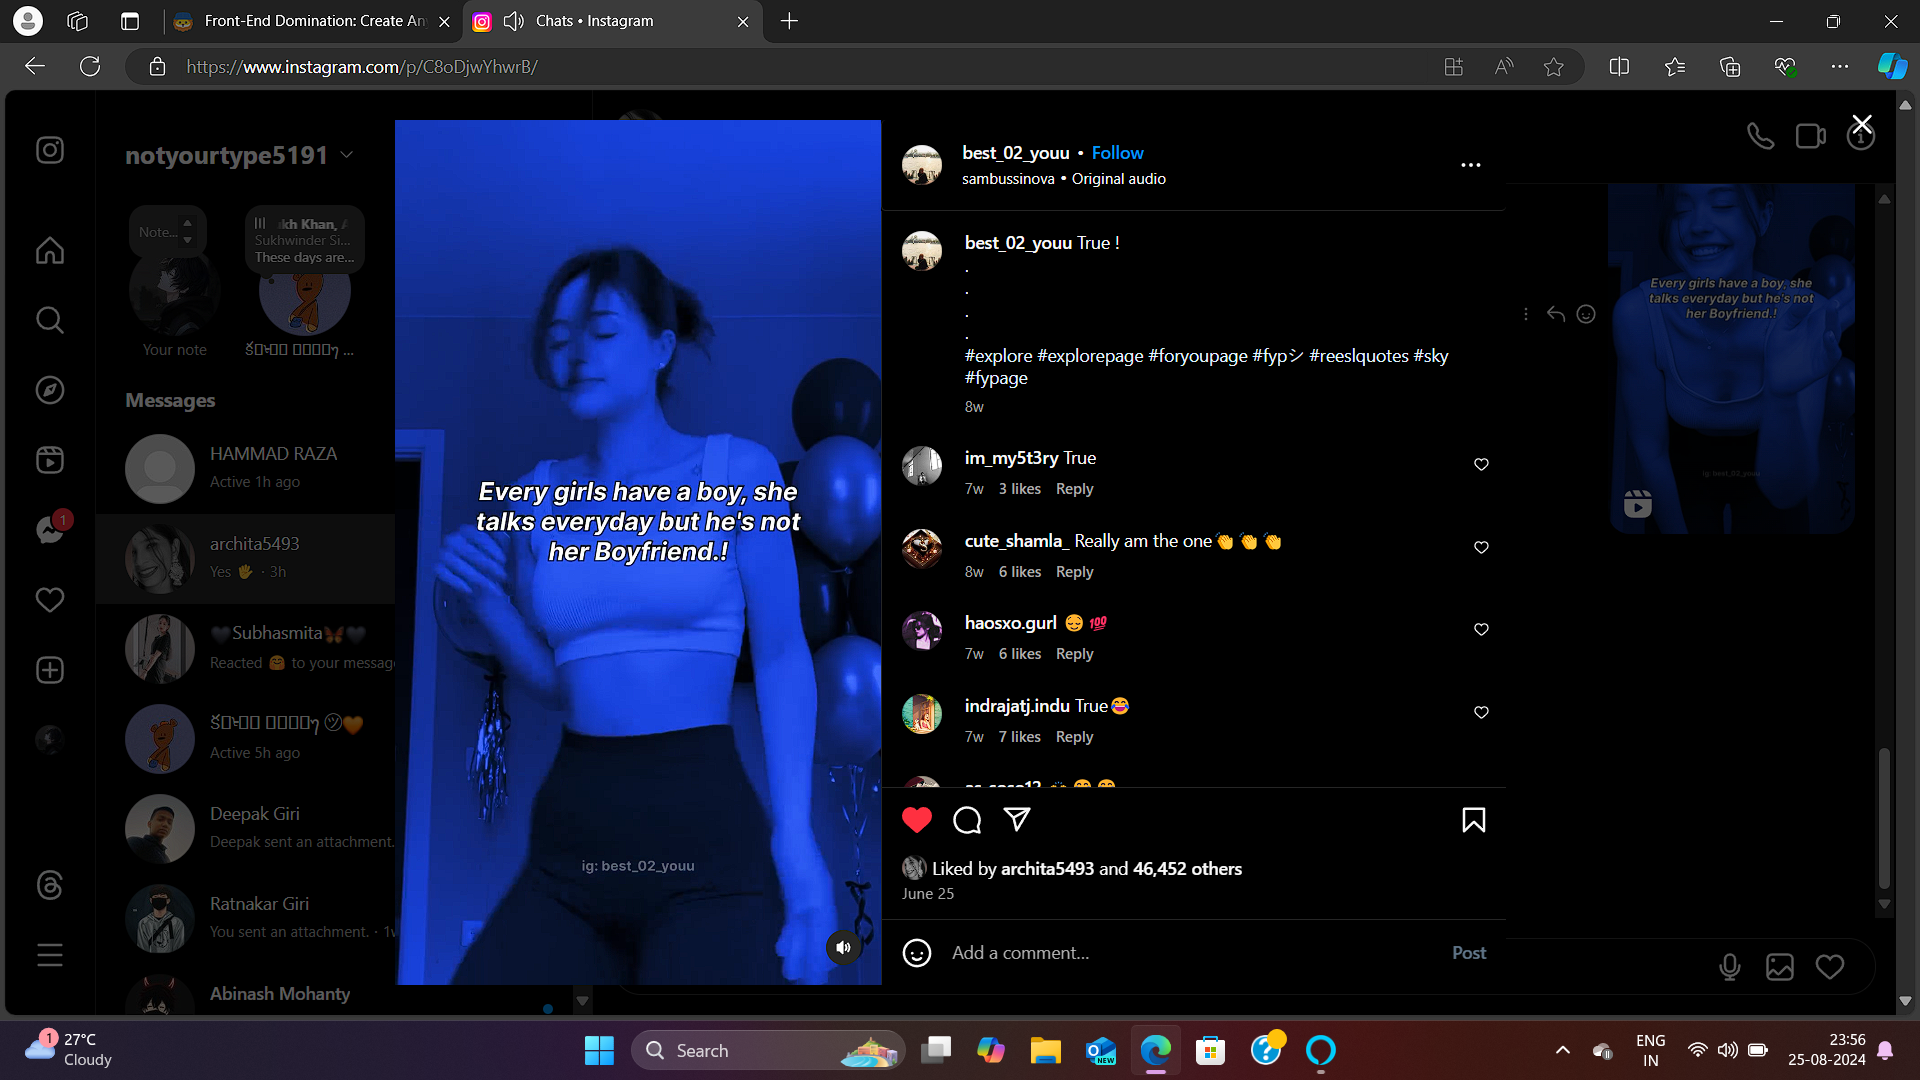 Front-End Domination: Create An
Chats • Instagram
https://www.instagram.com/p/C8oDjwYhwrB/
notyourtype5191
Note...
kh Khan,
Sukhwinder Si...
These days are...
Your note
Messages
HAMMAD RAZA
Active 1h ago
archita5493
Yes 🖐 · 3h
🖤Subhasmita🦋🖤
Reacted 🤗 to your messag
Active 5h ago
Deepak Giri
Deepak sent an attachment.
Ratnakar Giri
You sent an attachment. · 1w
Abinash Mohanty
Every girls have a boy, she
talks everyday but he's not
her Boyfriend.!
ig: best_02_youu
best_02_youu • Follow
sambussinova • Original audio
best_02_youu True !
.
.
.
.
#explore #explorepage #foryoupage #fypシ #reeslquotes #sky
#fypage
8w
im_my5t3ry True
7w 3 likes Reply
cute_shamla_ Really am the one👏👏👏
8w 6 likes Reply
haosxo.gurl 😌💯
7w 6 likes Reply
indrajatj.indu True😂
7w 7 likes Reply
Liked by archita5493 and 46,452 others
June 25
Add a comment...
Post
Every girls have a boy, she
talks everyday but he's not
her Boyfriend.!
ig: best_02_youu
1
1
27°C
Cloudy
Search
NEW
ENG
IN
23:56
25-08-2024